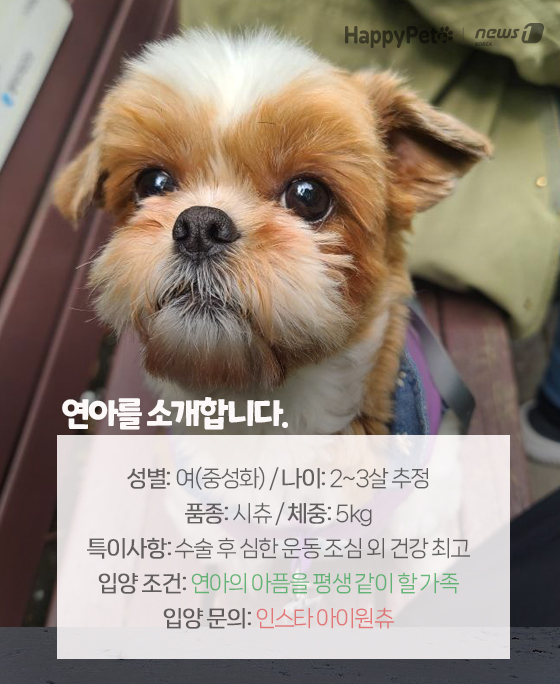 HappyPet news1
KOREA
연아를 소개합니다.
성별: 여(중성화) / 나이: 2~3살 추정
품종: 시츄 / 체중: 5kg
특이사항: 수술 후 심한 운동 조심 외 건강 최고
입양 조건: 연아의 아픔을 평생 같이 할 가족
입양 문의: 인스타 아이원츄